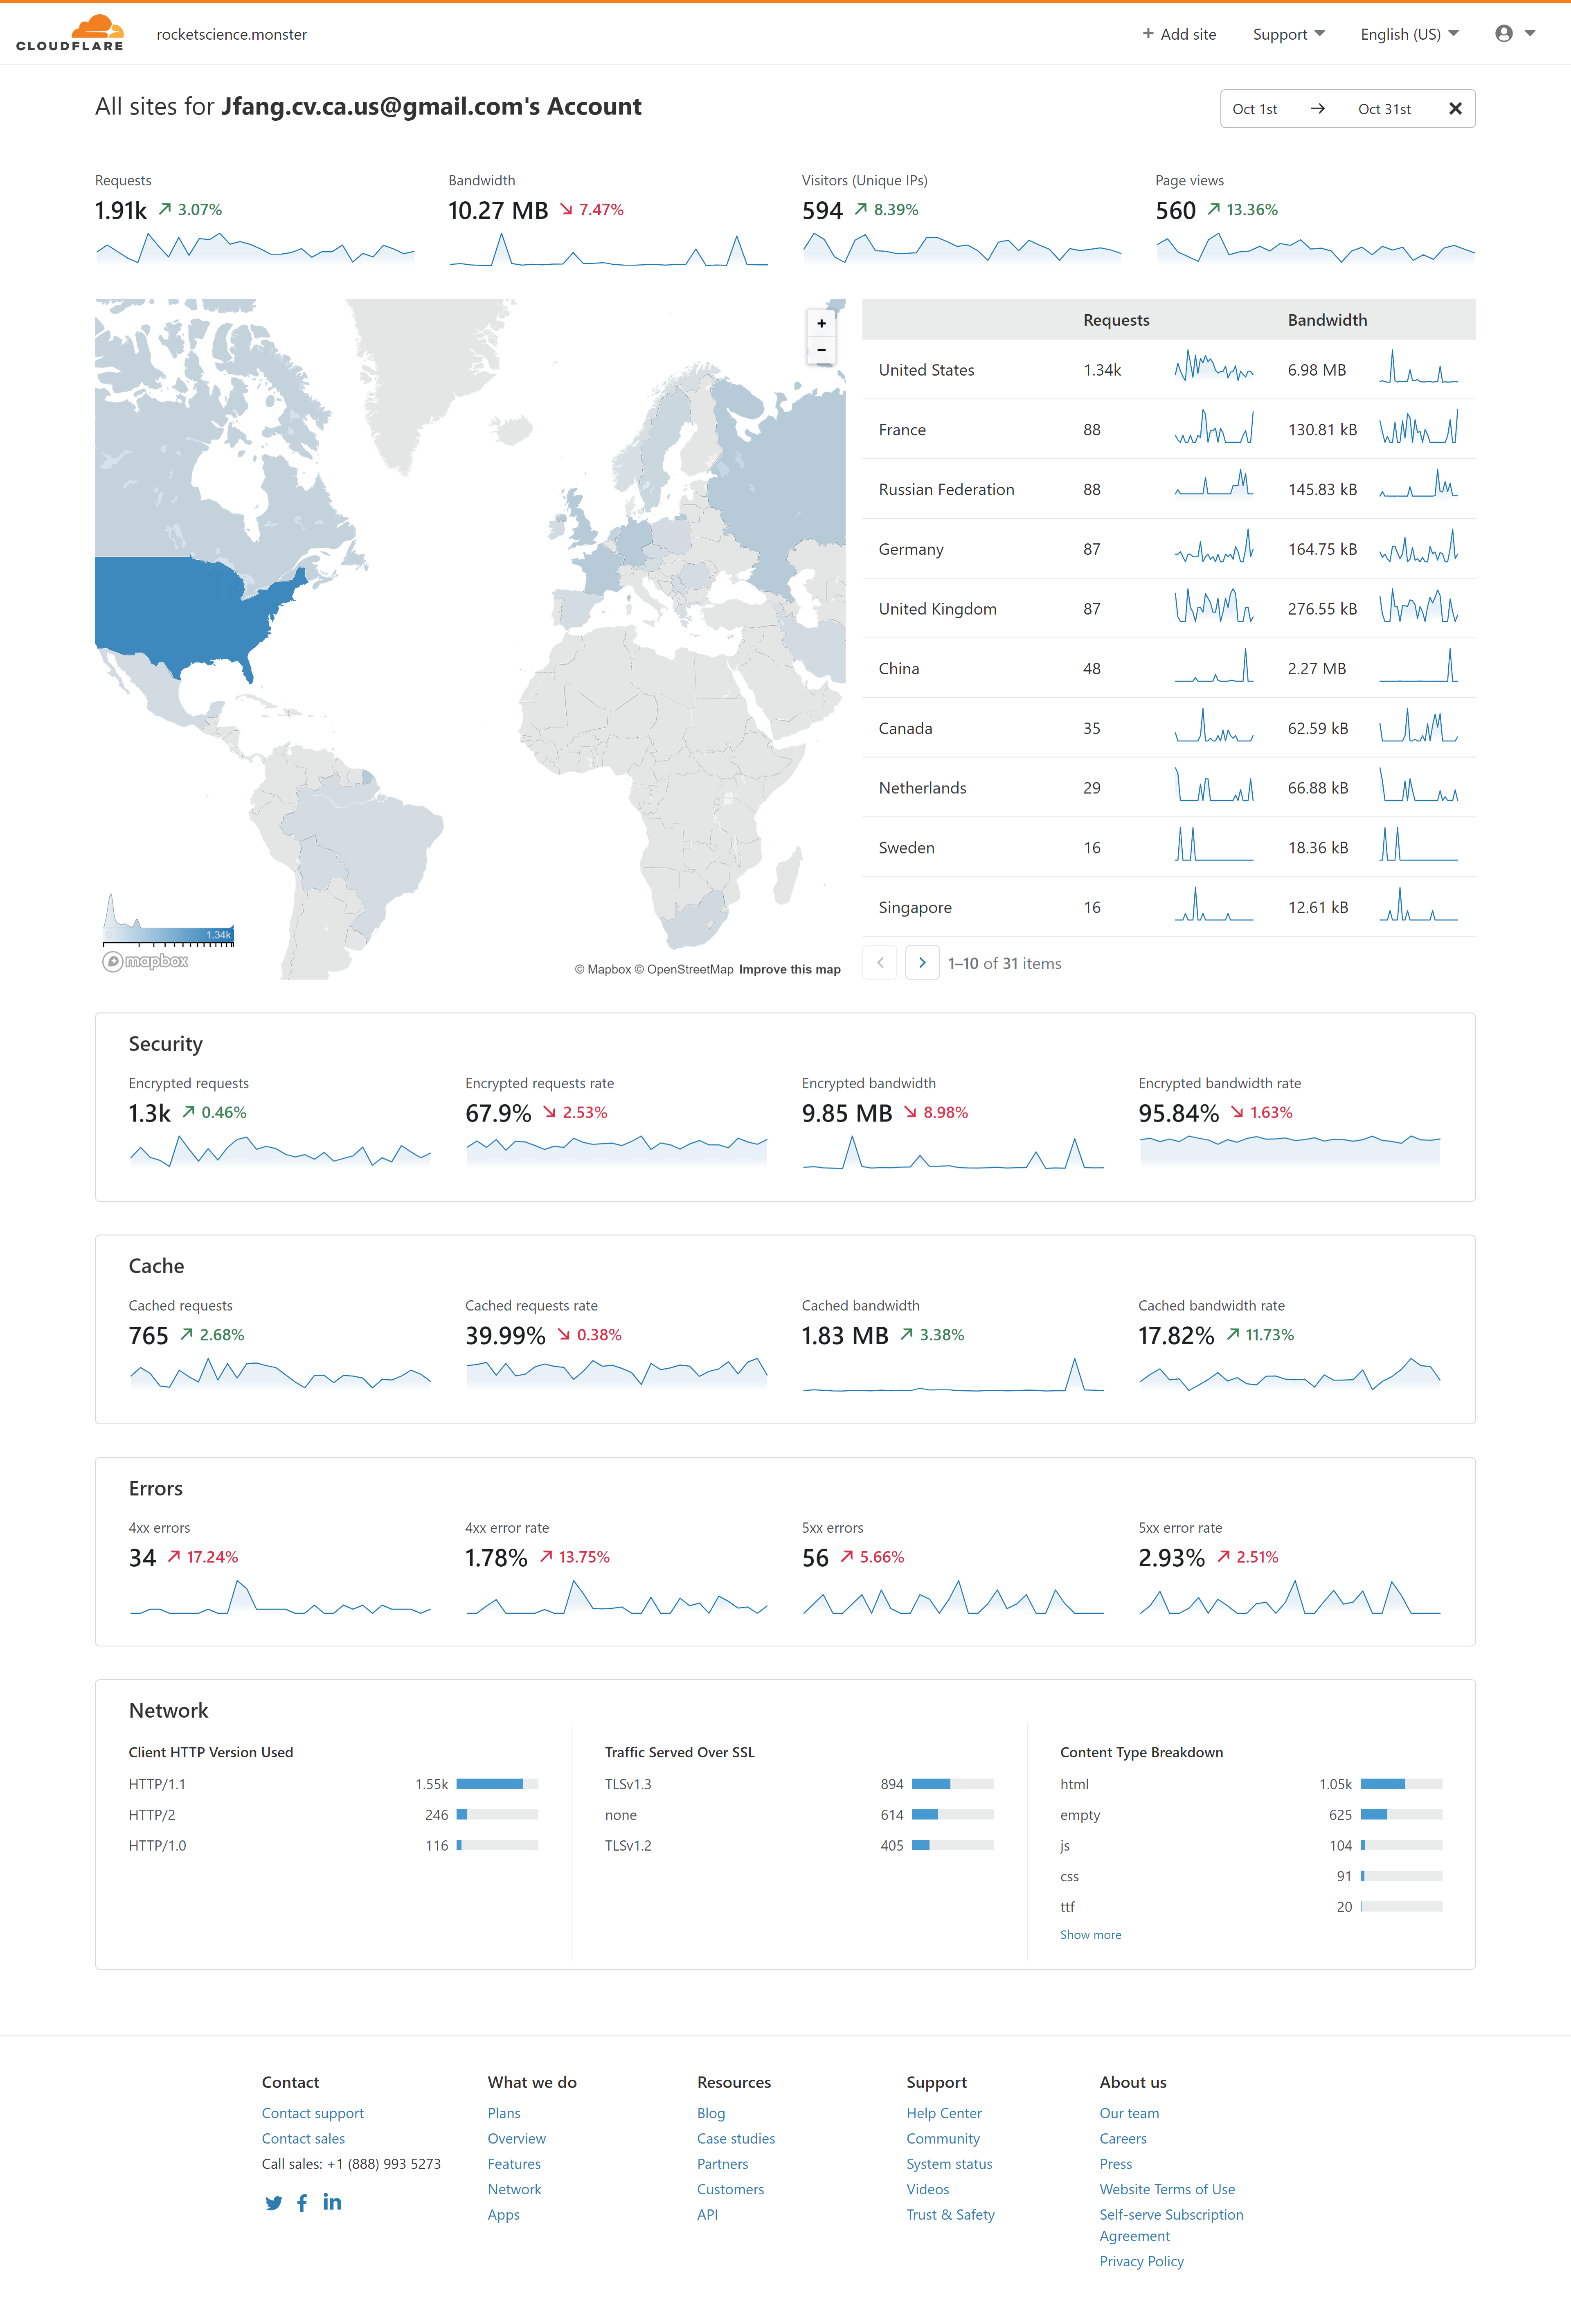 CLOUDFLARE
rocketscience.monster
+ Add site
Support
English (US)
All sites for Jfang.cv.ca.us@gmail.com's Account
Oct 1st → Oct 31st
Requests
1.91k 3.07%
Bandwidth
10.27 MB 7.47%
Visitors (Unique IPs)
594 8.39%
Page views
560 13.36%
+
−
0 1.34k
mapbox
© Mapbox © OpenStreetMap Improve this map
Requests Bandwidth
United States 1.34k 6.98 MB
France 88 130.81 kB
Russian Federation 88 145.83 kB
Germany 87 164.75 kB
United Kingdom 87 276.55 kB
China 48 2.27 MB
Canada 35 62.59 kB
Netherlands 29 66.88 kB
Sweden 16 18.36 kB
Singapore 16 12.61 kB
1–10 of 31 items
Security
Encrypted requests
1.3k 0.46%
Encrypted requests rate
67.9% 2.53%
Encrypted bandwidth
9.85 MB 8.98%
Encrypted bandwidth rate
95.84% 1.63%
Cache
Cached requests
765 2.68%
Cached requests rate
39.99% 0.38%
Cached bandwidth
1.83 MB 3.38%
Cached bandwidth rate
17.82% 11.73%
Errors
4xx errors
34 17.24%
4xx error rate
1.78% 13.75%
5xx errors
56 5.66%
5xx error rate
2.93% 2.51%
Network
Client HTTP Version Used
HTTP/1.1 1.55k
HTTP/2 246
HTTP/1.0 116
Traffic Served Over SSL
TLSv1.3 894
none 614
TLSv1.2 405
Content Type Breakdown
html 1.05k
empty 625
js 104
css 91
ttf 20
Show more
Contact
Contact support
Contact sales
Call sales: +1 (888) 993 5273
What we do
Plans
Overview
Features
Network
Apps
Resources
Blog
Case studies
Partners
Customers
API
Support
Help Center
Community
System status
Videos
Trust & Safety
About us
Our team
Careers
Press
Website Terms of Use
Self-serve Subscription
Agreement
Privacy Policy